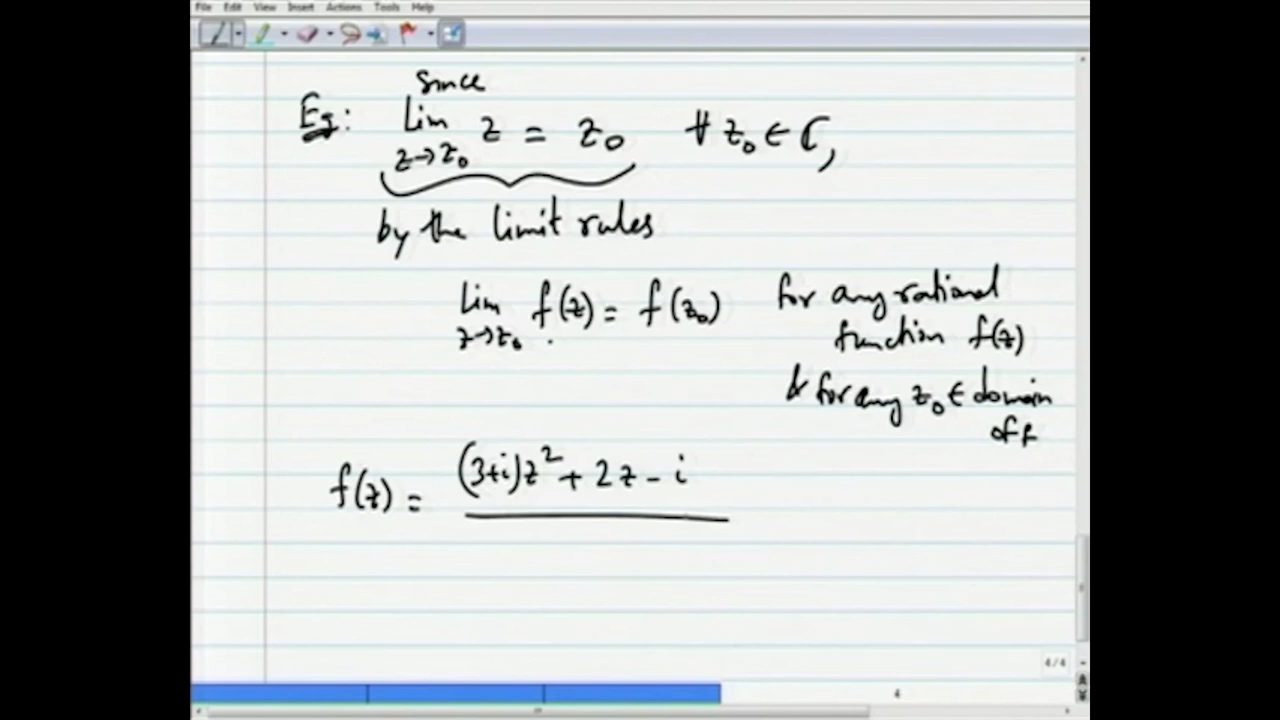 File Edit View Insert Actions Tools Help
Since
Eg: lim z = z₀ ∀ z₀ ∈ ℂ,
z→z₀
by the limit rules
lim f(z) = f(z₀) for any rational
z→z₀ function f(z)
& for any z₀ ∈ domain
of f
f(z) = (3+i)z² + 2z - i
4/4
4